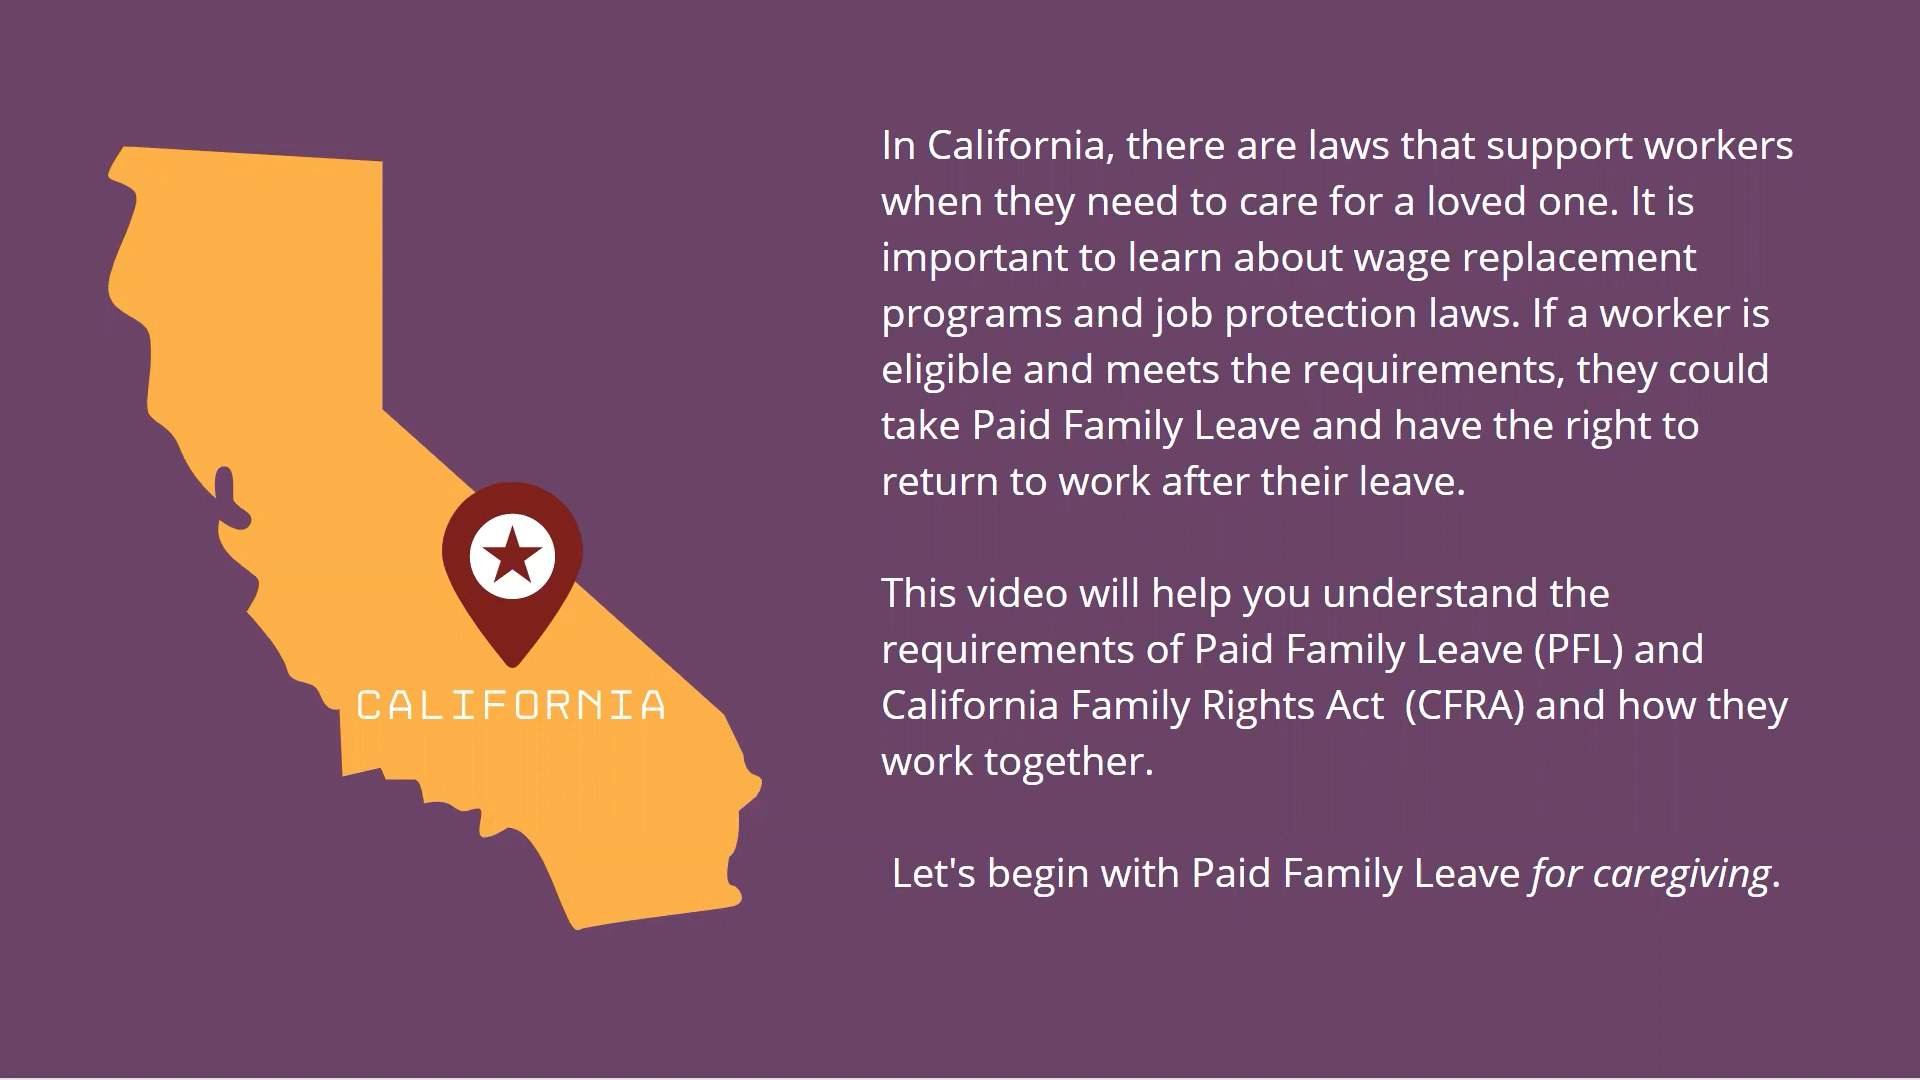 CALIFORNIA
In California, there are laws that support workers
when they need to care for a loved one. It is
important to learn about wage replacement
programs and job protection laws. If a worker is
eligible and meets the requirements, they could
take Paid Family Leave and have the right to
return to work after their leave.
This video will help you understand the
requirements of Paid Family Leave (PFL) and
California Family Rights Act  (CFRA) and how they
work together.
Let's begin with Paid Family Leave for caregiving.